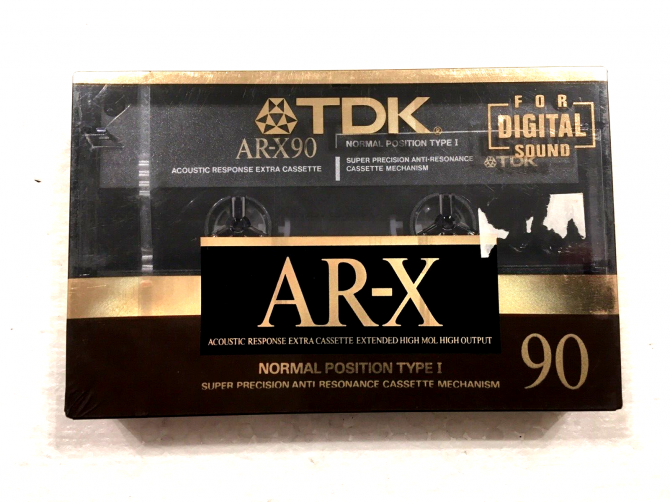 TDK
AR-X90
NORMAL POSITION TYPE I
ACOUSTIC RESPONSE EXTRA CASSETTE
SUPER PRECISION ANTI-RESONANCE
CASSETTE MECHANISM
FOR
DIGITAL
SOUND
TDK
AR-X
ACOUSTIC RESPONSE EXTRA CASSETTE EXTENDED HIGH MOL HIGH OUTPUT
NORMAL POSITION TYPE I
SUPER PRECISION ANTI RESONANCE CASSETTE MECHANISM
90